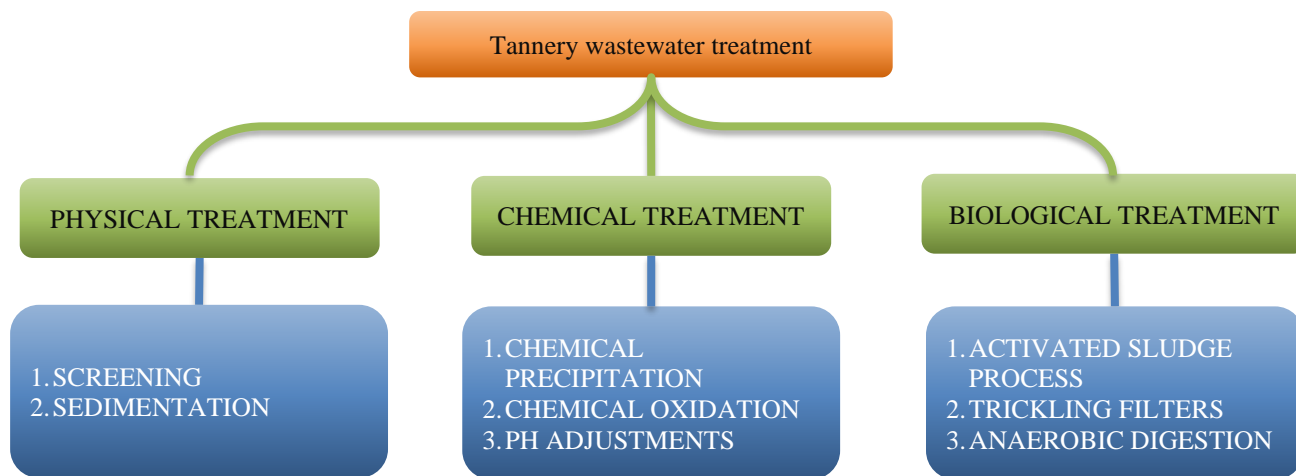 Tannery wastewater treatment
PHYSICAL TREATMENT
CHEMICAL TREATMENT
BIOLOGICAL TREATMENT
1. SCREENING
2. SEDIMENTATION
1. CHEMICAL
PRECIPITATION
2. CHEMICAL OXIDATION
3. PH ADJUSTMENTS
1. ACTIVATED SLUDGE
PROCESS
2. TRICKLING FILTERS
3. ANAEROBIC DIGESTION